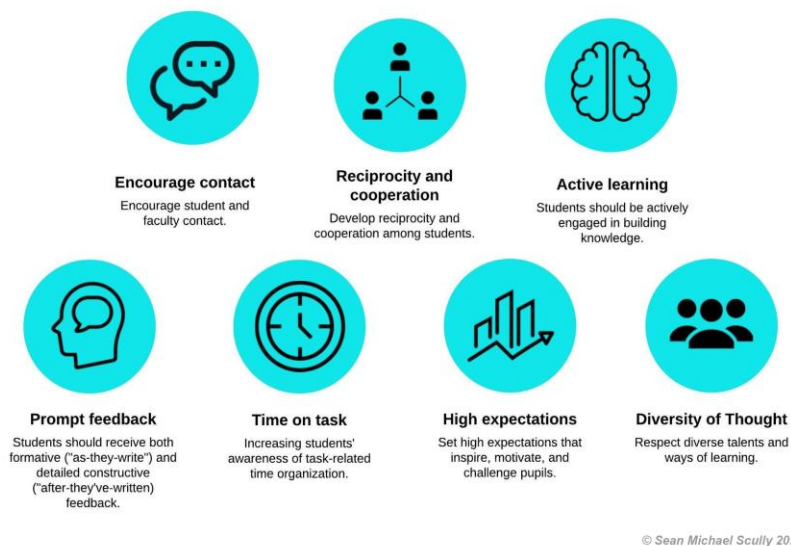 Encourage contact
Encourage student and
faculty contact.
Reciprocity and
cooperation
Develop reciprocity and
cooperation among students.
Active learning
Students should be actively
engaged in building
knowledge.
Prompt feedback
Students should receive both
formative ("as-they-write") and
detailed constructive
("after-they've-written)
feedback.
Time on task
Increasing students'
awareness of task-related
time organization.
High expectations
Set high expectations that
inspire, motivate, and
challenge pupils.
Diversity of Thought
Respect diverse talents and
ways of learning.
© Sean Michael Scully